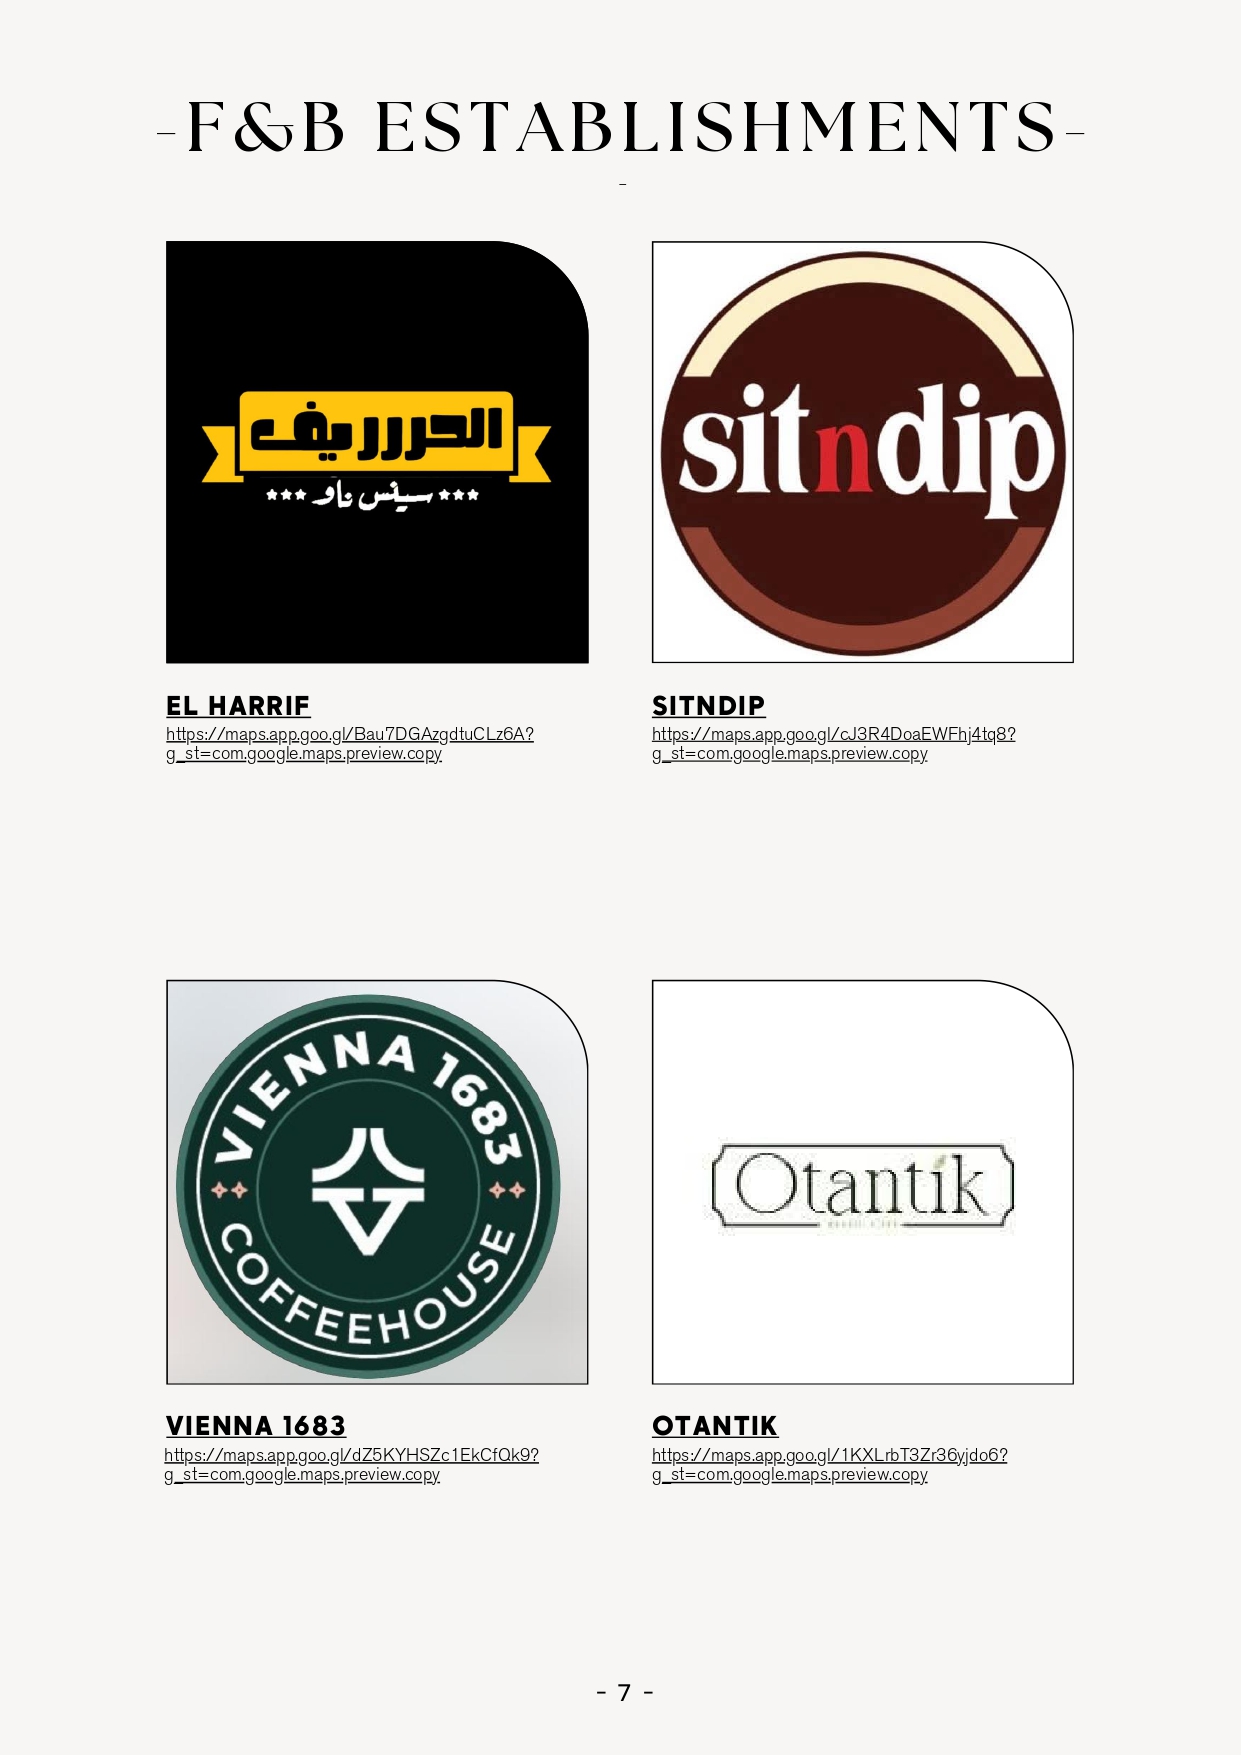 -F&B ESTABLISHMENTS-
-
الحررريف
*** سينس ناو ***
sitndip
EL HARRIF
https://maps.app.goo.gl/Bau7DGAzgdtuCLz6A?
g_st=com.google.maps.preview.copy
SITNDIP
https://maps.app.goo.gl/cJ3R4DoaEWFhj4tq8?
g_st=com.google.maps.preview.copy
VIENNA 1683
COFFEEHOUSE
Otantik
VIENNA 1683
https://maps.app.goo.gl/dZ5KYHSZc1EkCfQk9?
g_st=com.google.maps.preview.copy
OTANTIK
https://maps.app.goo.gl/1KXLrbT3Zr36yjdo6?
g_st=com.google.maps.preview.copy
- 7 -